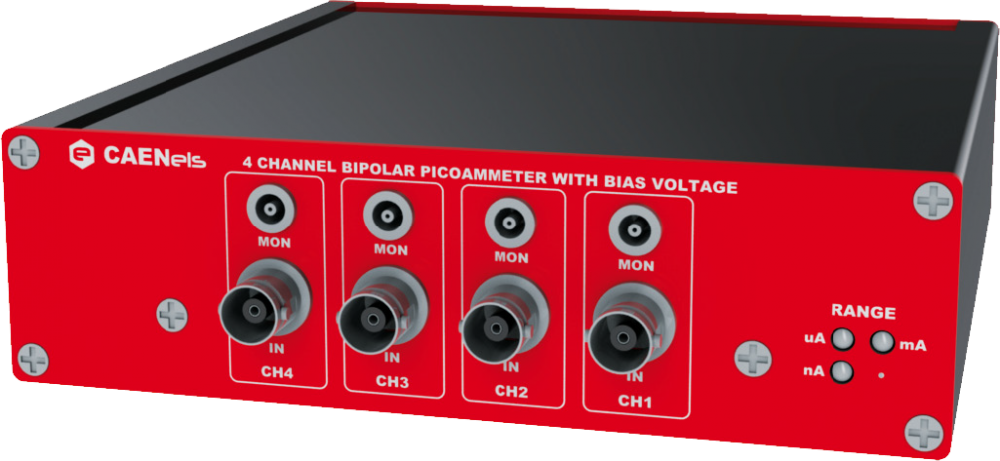 CAENels
4 CHANNEL BIPOLAR PICOAMMETER WITH BIAS VOLTAGE
MON
IN
CH4
MON
IN
CH3
MON
IN
CH2
MON
IN
CH1
RANGE
uA
mA
nA